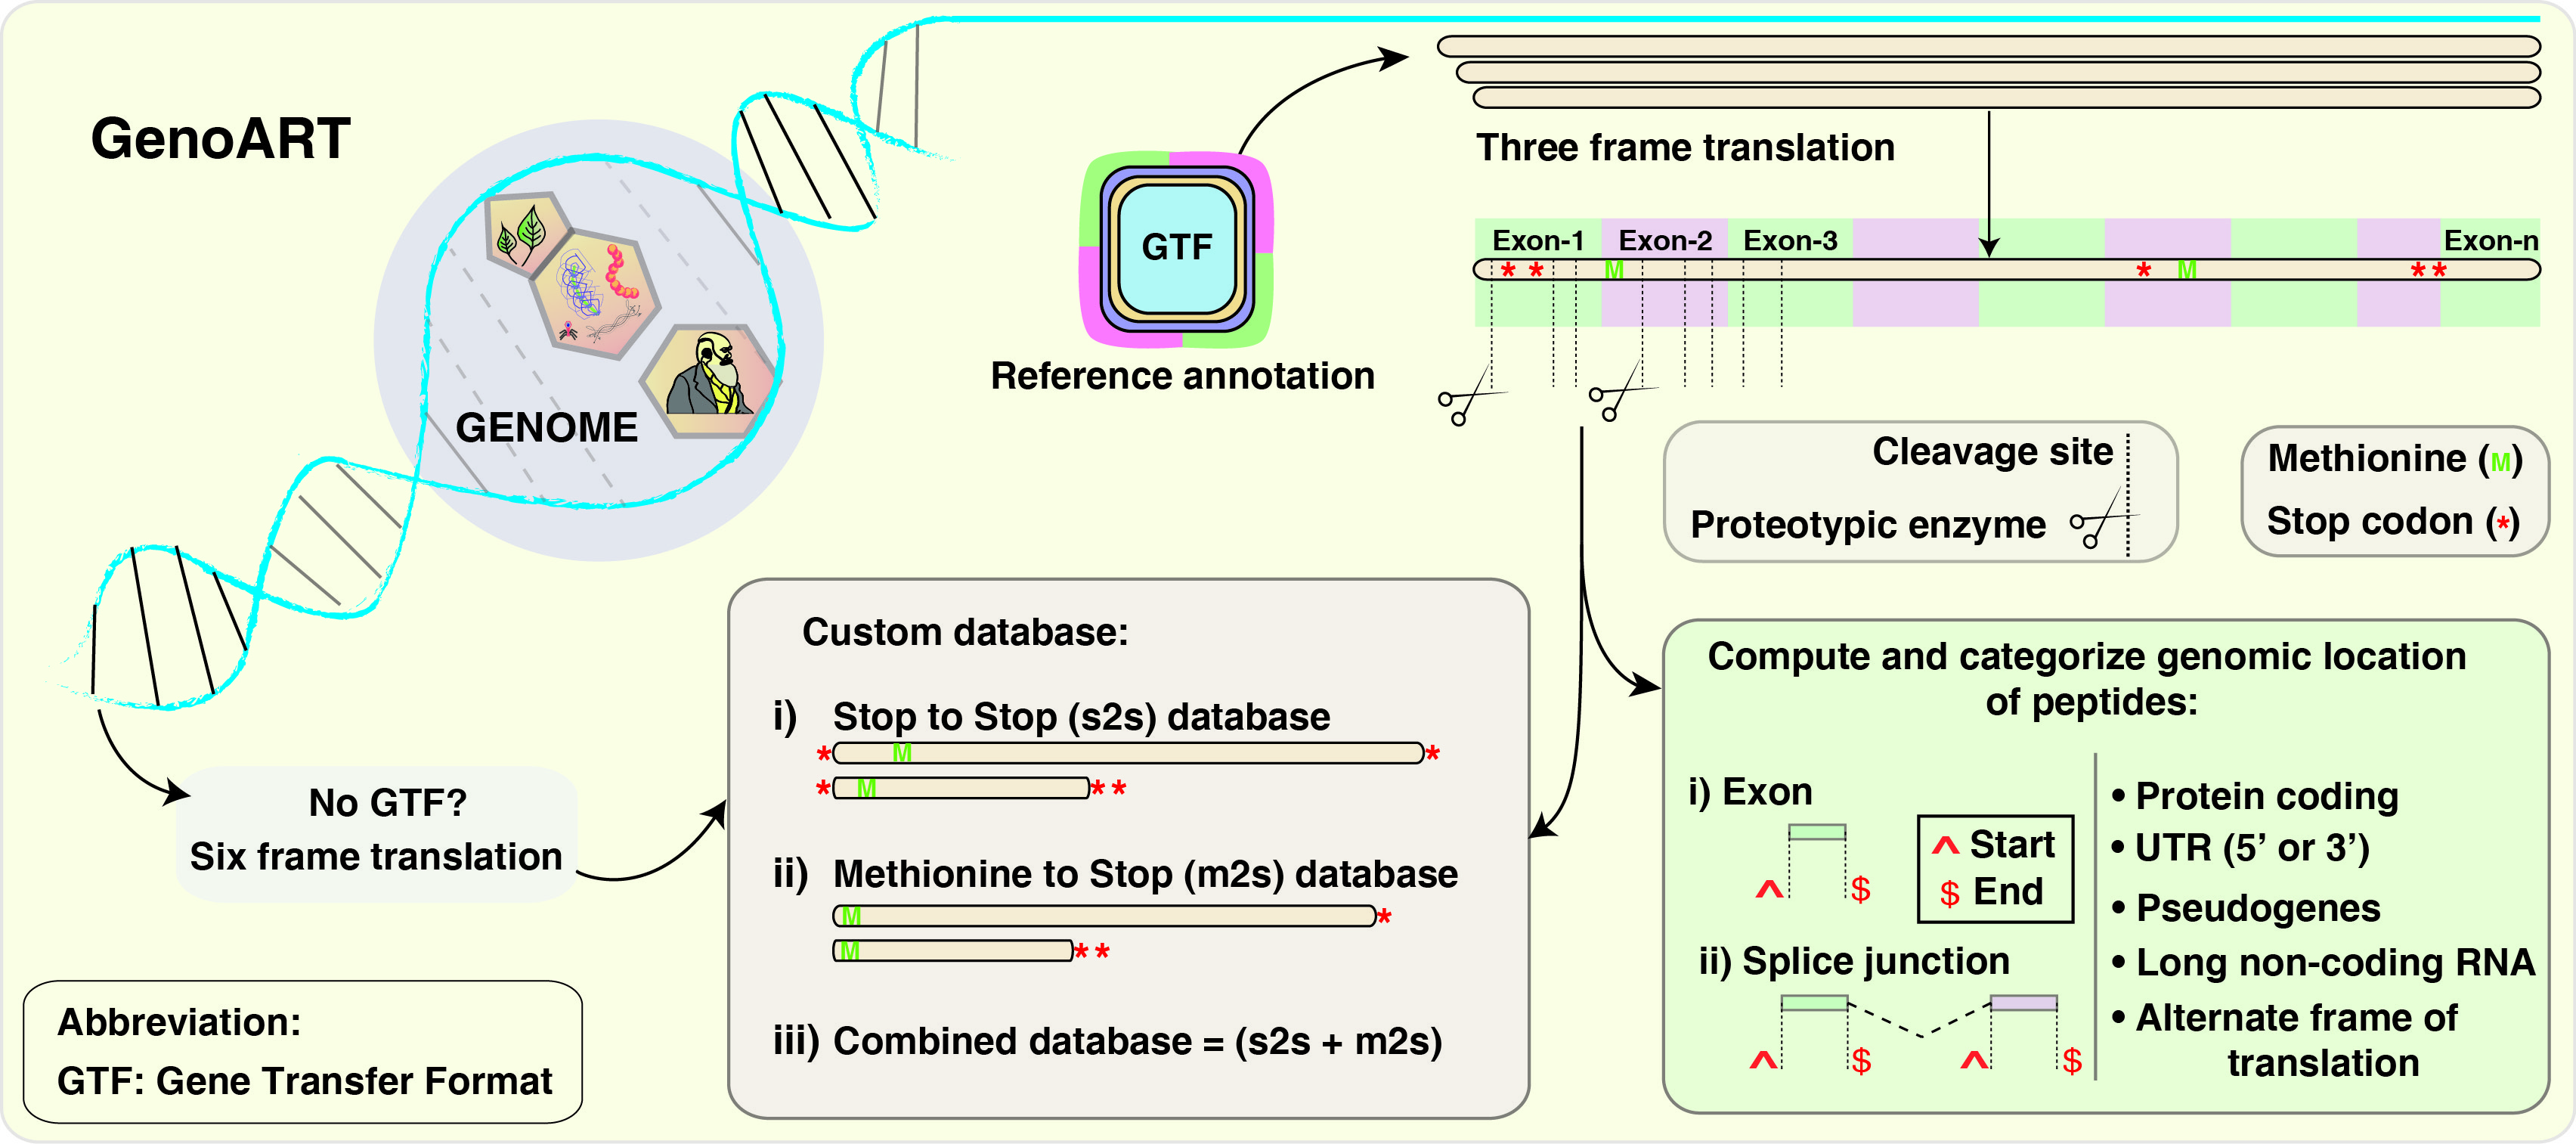 GenoART
GENOME
GTF
Reference annotation
Three frame translation
Exon-1 Exon-2 Exon-3 Exon-n
* * M * M * *
Cleavage site
Proteotypic enzyme
Methionine (M)
Stop codon (*)
No GTF?
Six frame translation
Abbreviation:
GTF: Gene Transfer Format
Custom database:
i) Stop to Stop (s2s) database
* M *
* M * *
ii) Methionine to Stop (m2s) database
M *
M * *
iii) Combined database = (s2s + m2s)
Compute and categorize genomic location
of peptides:
i) Exon
^ $
^ Start
$ End
ii) Splice junction
^ $ ^ $
• Protein coding
• UTR (5’ or 3’)
• Pseudogenes
• Long non-coding RNA
• Alternate frame of
translation